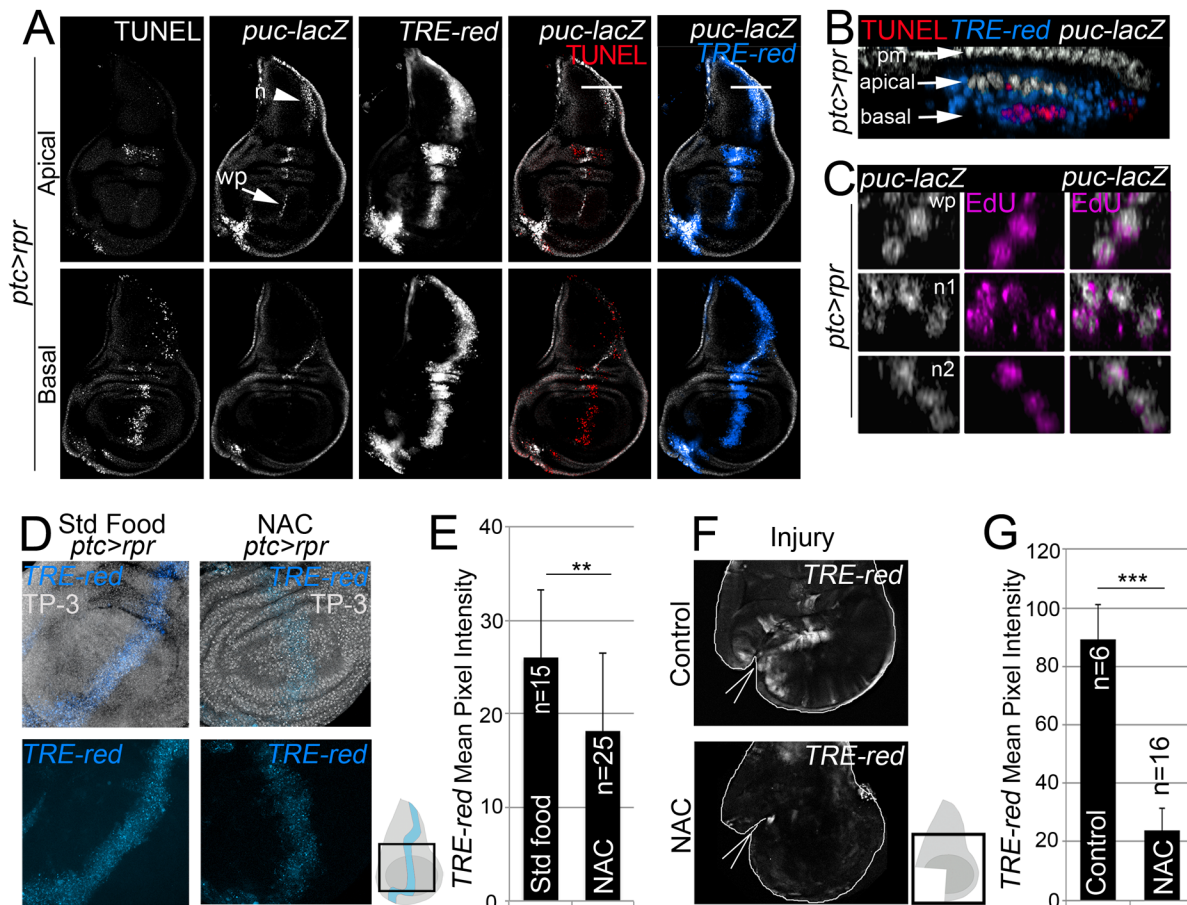 A
TUNEL
puc-lacZ
TRE-red
puc-lacZ
TUNEL
puc-lacZ
TRE-red
ptc>rpr
Apical
Basal
n
wp
B
TUNEL TRE-red puc-lacZ
ptc>rpr
pm
apical
basal
C
puc-lacZ
puc-lacZ
ptc>rpr
wp
EdU
EdU
n1
n2
D
Std Food
ptc>rpr
NAC
ptc>rpr
TRE-red
TP-3
TRE-red
TP-3
TRE-red
TRE-red
E
TRE-red Mean Pixel Intensity
40
30
20
10
0
**
Std food
n=15
NAC
n=25
F
Injury
Control
TRE-red
NAC
TRE-red
G
TRE-red Mean Pixel Intensity
120
100
80
60
40
20
0
***
Control
n=6
NAC
n=16